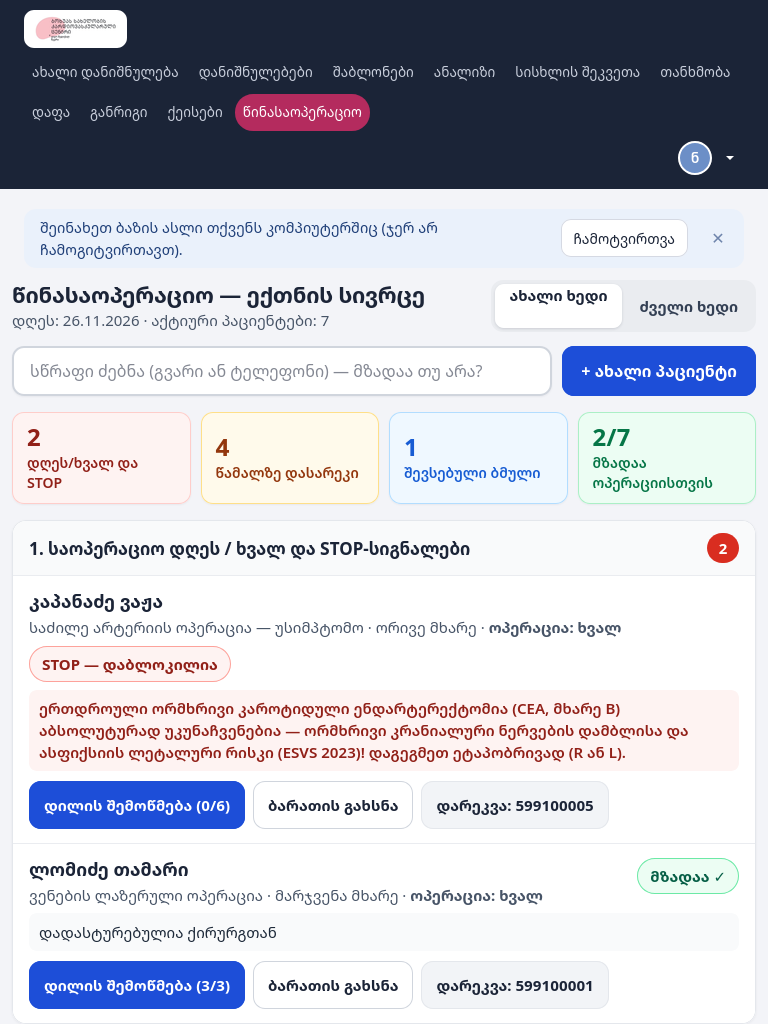 ახალი დანიშნულება დანიშნულებები შაბლონები ანალიზი სისხლის შეკვეთა თანხმობა
დაფა განრიგი ქეისები წინასაოპერაციო
ნ
შეინახეთ ბაზის ასლი თქვენს კომპიუტერშიც (ჯერ არ
ჩამოგიტვირთავთ).
ჩამოტვირთვა ✕
წინასაოპერაციო — ექთნის სივრცე
ახალი ხედი ძველი ხედი
დღეს: 26.11.2026 · აქტიური პაციენტები: 7
სწრაფი ძებნა (გვარი ან ტელეფონი) — მზადაა თუ არა?
+ ახალი პაციენტი
2
დღეს/ხვალ და
STOP
4
წამალზე დასარეკი
1
შევსებული ბმული
2/7
მზადაა
ოპერაციისთვის
1. საოპერაციო დღეს / ხვალ და STOP-სიგნალები 2
კაპანაძე ვაჟა
საძილე არტერიის ოპერაცია — უსიმპტომო · ორივე მხარე · ოპერაცია: ხვალ
STOP — დაბლოკილია
ერთდროული ორმხრივი კაროტიდული ენდარტერექტომია (CEA, მხარე B)
აბსოლუტურად უკუნაჩვენებია — ორმხრივი კრანიალური ნერვების დამბლისა და
ასფიქსიის ლეტალური რისკი (ESVS 2023)! დაგეგმეთ ეტაპობრივად (R ან L).
დილის შემოწმება (0/6) ბარათის გახსნა დარეკვა: 599100005
ლომიძე თამარი მზადაა ✓
ვენების ლაზერული ოპერაცია · მარჯვენა მხარე · ოპერაცია: ხვალ
დადასტურებულია ქირურგთან
დილის შემოწმება (3/3) ბარათის გახსნა დარეკვა: 599100001